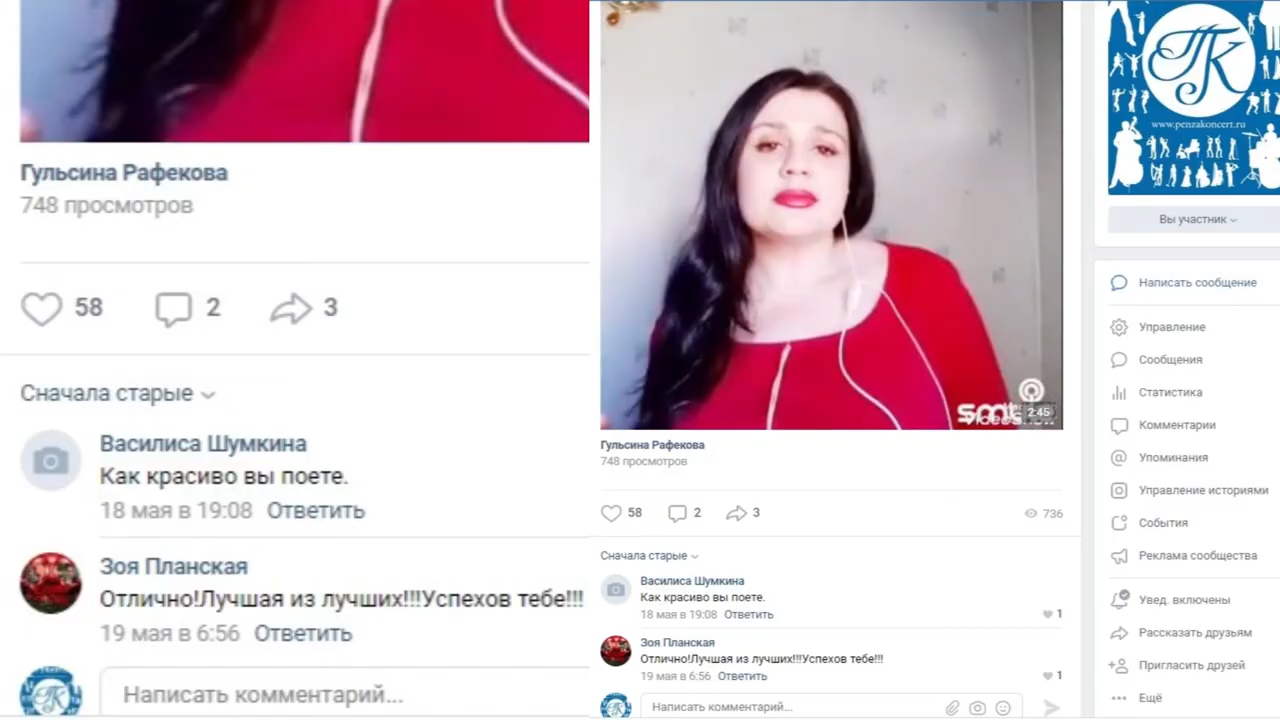 Гульсина Рафекова
748 просмотров
58 2 3
Сначала старые
Василиса Шумкина
Как красиво вы поете.
18 мая в 19:08 Ответить
Зоя Планская
Отлично!Лучшая из лучших!!!Успехов тебе!!!
19 мая в 6:56 Ответить
Написать комментарий...
2:45
Гульсина Рафекова
748 просмотров
58 2 3 736
Сначала старые
Василиса Шумкина
Как красиво вы поете.
18 мая в 19:08 Ответить 1
Зоя Планская
Отлично!Лучшая из лучших!!!Успехов тебе!!!
19 мая в 6:56 Ответить 1
Написать комментарий...
ПК
www.penzakoncert.ru
Вы участник
Написать сообщение
Управление
Сообщения
Статистика
Комментарии
Упоминания
Управление историями
События
Реклама сообщества
Увед. включены
Рассказать друзьям
Пригласить друзей
Ещё